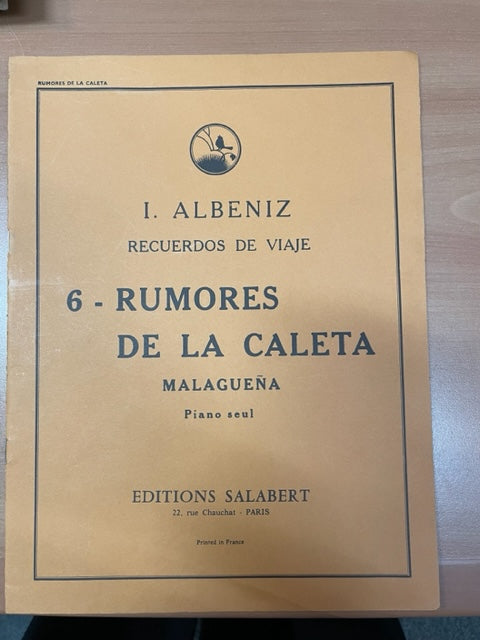 RUMORES DE LA CALETA
I. ALBENIZ
RECUERDOS DE VIAJE
6 - RUMORES
DE LA CALETA
MALAGUEÑA
Piano seul
EDITIONS SALABERT
22, rue Chauchat - PARIS
Printed in France